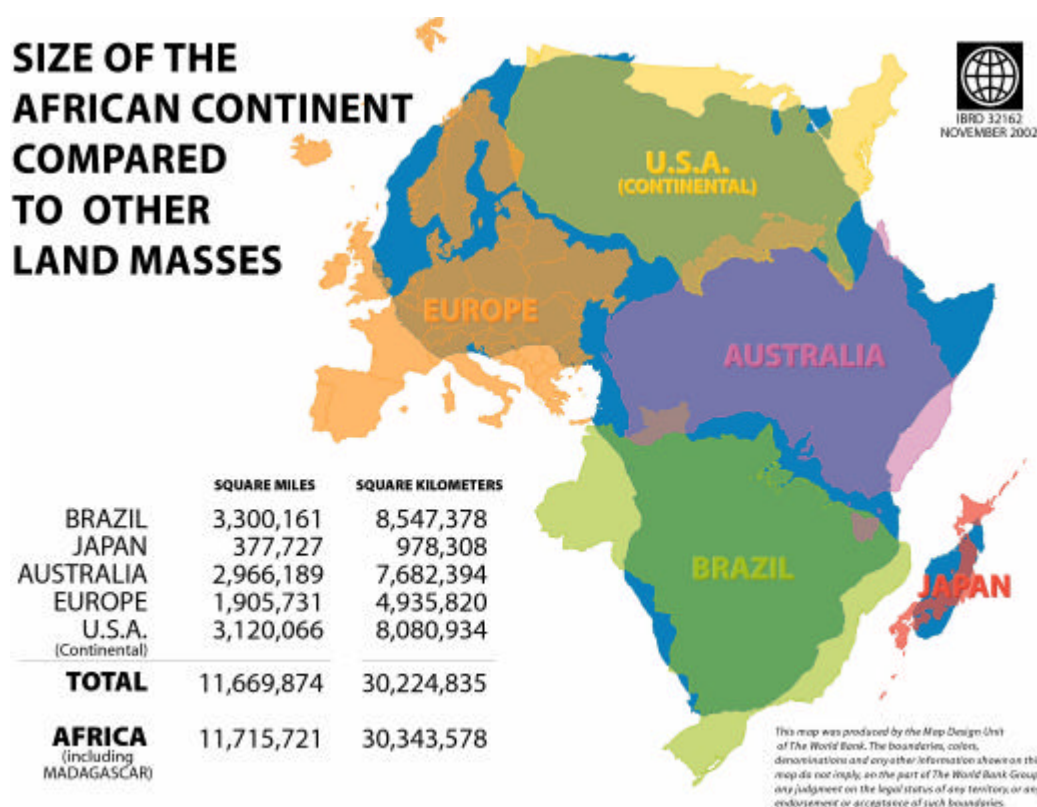 SIZE OF THE
AFRICAN CONTINENT
COMPARED
TO OTHER
LAND MASSES
IBRD 32162
NOVEMBER 2002
U.S.A.
(CONTINENTAL)
EUROPE
AUSTRALIA
BRAZIL
JAPAN
SQUARE MILES SQUARE KILOMETERS
BRAZIL 3,300,161 8,547,378
JAPAN 377,727 978,308
AUSTRALIA 2,966,189 7,682,394
EUROPE 1,905,731 4,935,820
U.S.A. 3,120,066 8,080,934
(Continental)
TOTAL 11,669,874 30,224,835
AFRICA 11,715,721 30,343,578
(including
MADAGASCAR)
This map was produced by the Map Design Unit
of The World Bank. The boundaries, colors,
denominations and any other information shown on this
map do not imply, on the part of The World Bank Group,
any judgment on the legal status of any territory, or any
endorsement or acceptance of such boundaries.